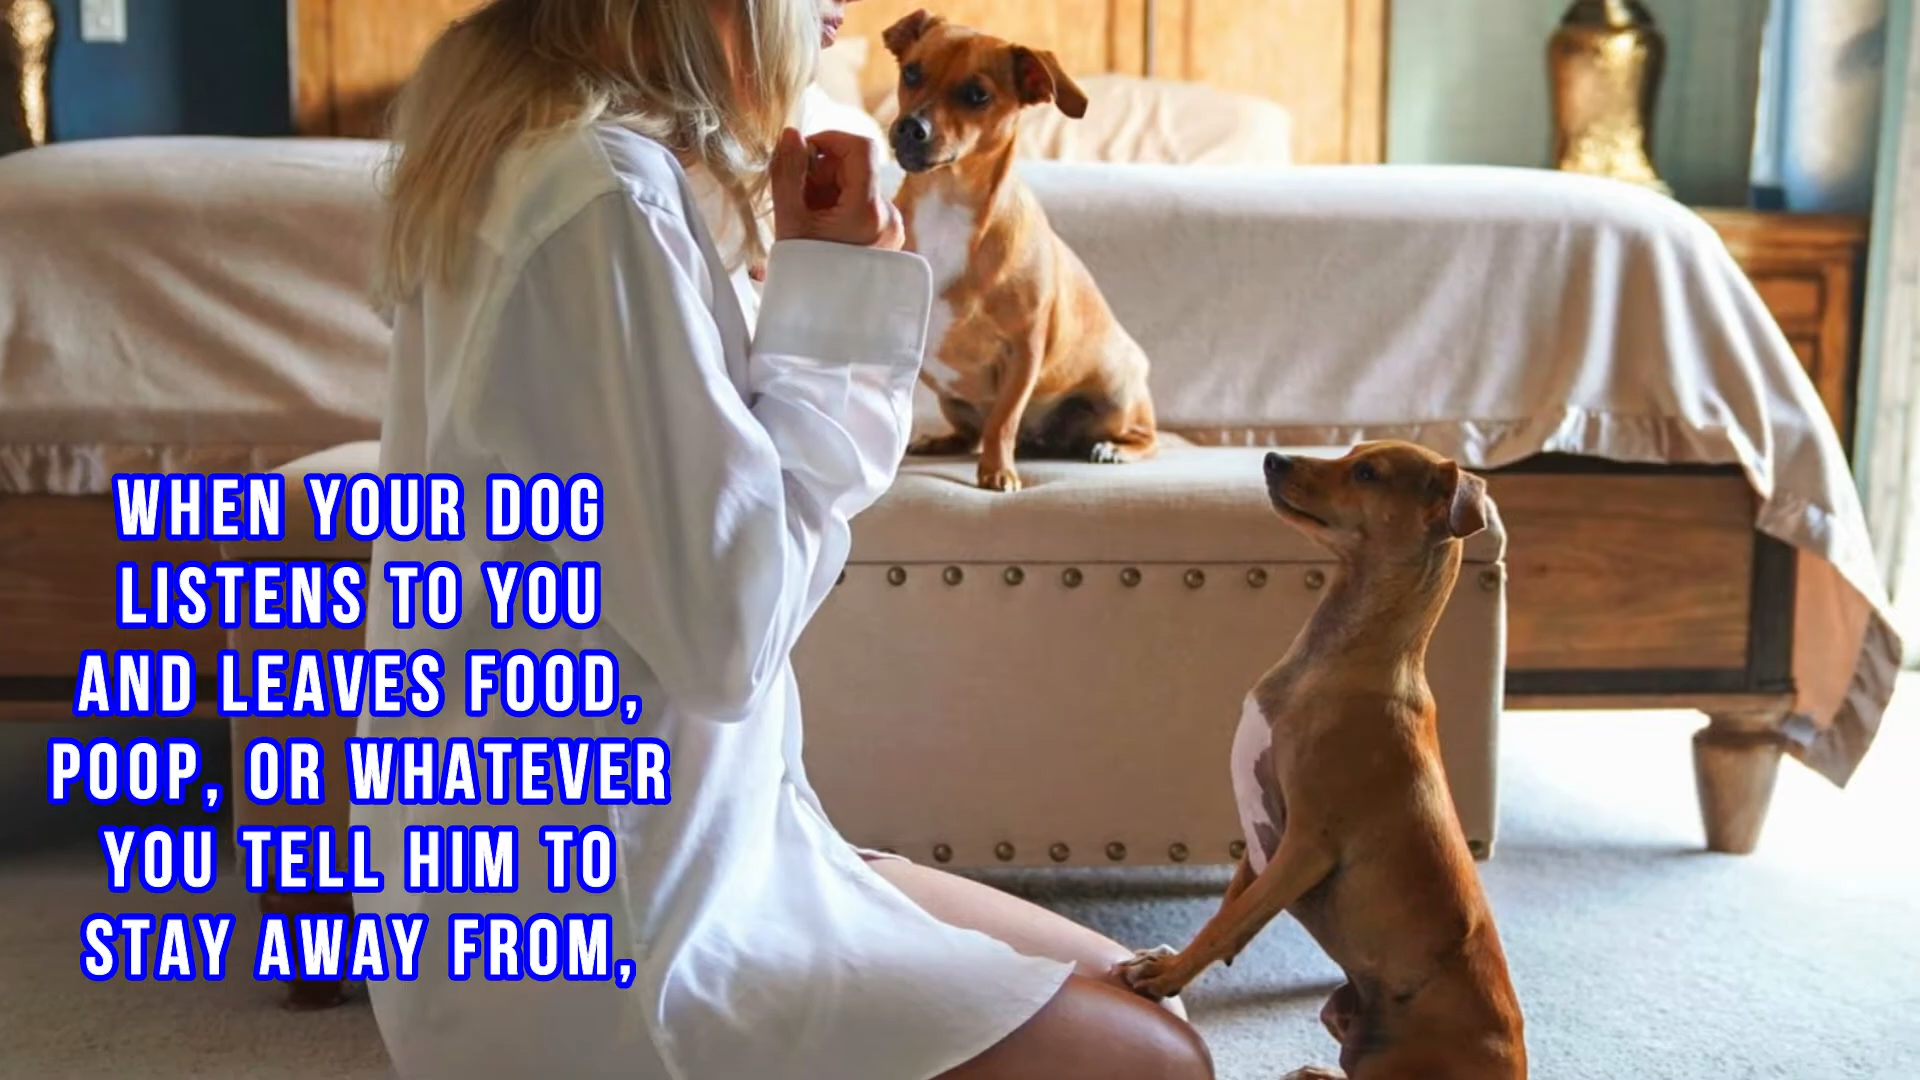 WHEN YOUR DOG
LISTENS TO YOU
AND LEAVES FOOD,
POOP, OR WHATEVER
YOU TELL HIM TO
STAY AWAY FROM,